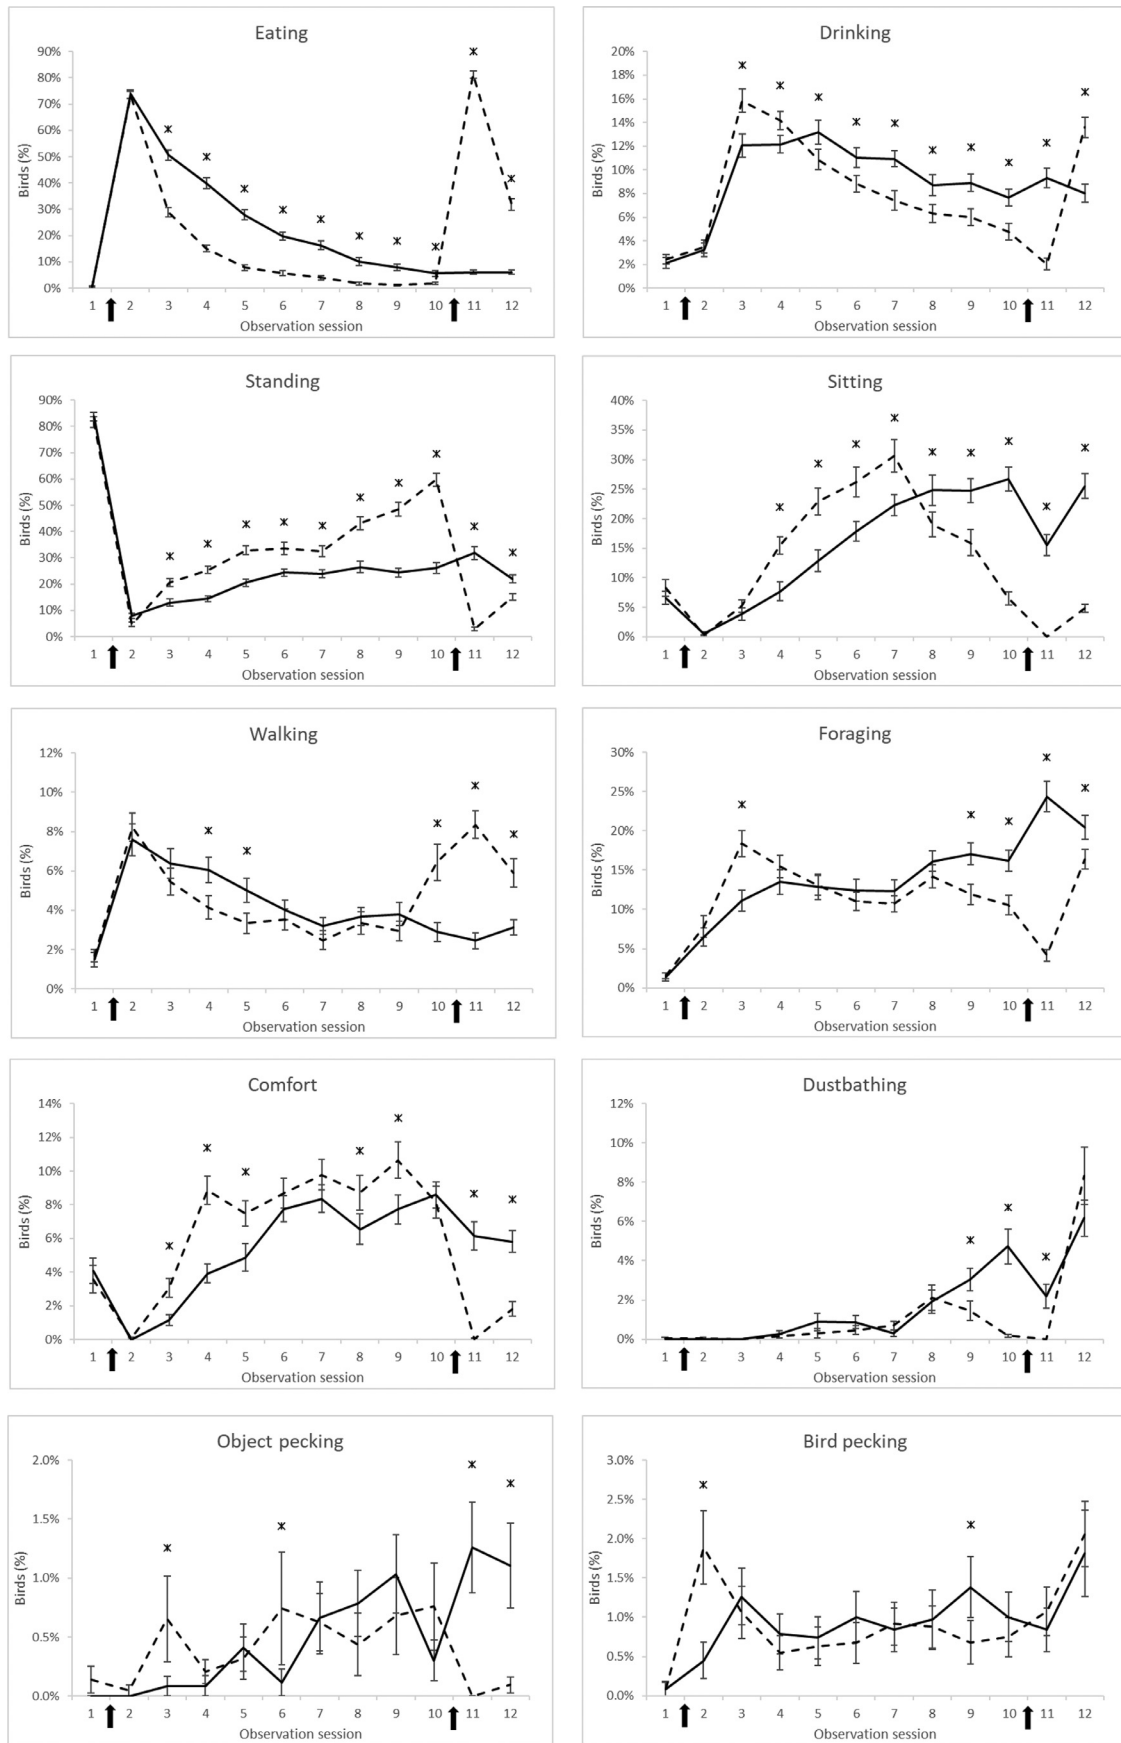 Eating
90%
80%
70%
60%
50%
40%
30%
20%
10%
0%
Birds (%)
1 2 3 4 5 6 7 8 9 10 11 12
Observation session
Drinking
20%
18%
16%
14%
12%
10%
8%
6%
4%
2%
0%
Birds (%)
1 2 3 4 5 6 7 8 9 10 11 12
Observation session
Standing
90%
80%
70%
60%
50%
40%
30%
20%
10%
0%
Birds (%)
1 2 3 4 5 6 7 8 9 10 11 12
Observation session
Sitting
40%
35%
30%
25%
20%
15%
10%
5%
0%
Birds (%)
1 2 3 4 5 6 7 8 9 10 11 12
Observation session
Walking
12%
10%
8%
6%
4%
2%
0%
Birds (%)
1 2 3 4 5 6 7 8 9 10 11 12
Observation session
Foraging
30%
25%
20%
15%
10%
5%
0%
Birds (%)
1 2 3 4 5 6 7 8 9 10 11 12
Observation session
Comfort
14%
12%
10%
8%
6%
4%
2%
0%
Birds (%)
1 2 3 4 5 6 7 8 9 10 11 12
Observation session
Dustbathing
12%
10%
8%
6%
4%
2%
0%
Birds (%)
1 2 3 4 5 6 7 8 9 10 11 12
Observation session
Object pecking
2.0%
1.5%
1.0%
0.5%
0.0%
Birds (%)
1 2 3 4 5 6 7 8 9 10 11 12
Observation session
Bird pecking
3.0%
2.5%
2.0%
1.5%
1.0%
0.5%
0.0%
Birds (%)
1 2 3 4 5 6 7 8 9 10 11 12
Observation session